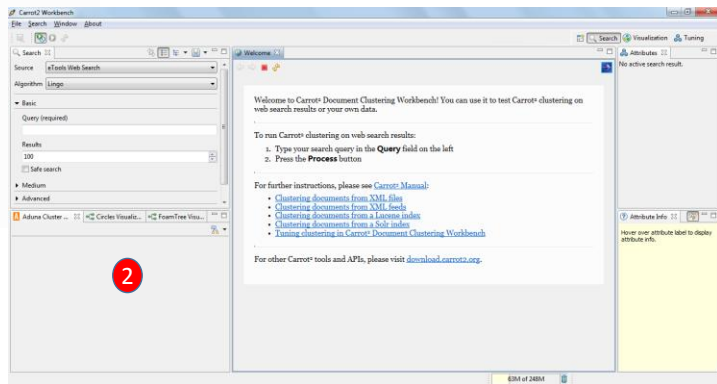 Carrot2 Workbench
File Search Window About
Search Visualization Tuning
Search
Source eTools Web Search
Algorithm Lingo
Basic
Query (required)
Results
100
Safe search
Medium
Advanced
Aduna Cluster ... Circles Visualiz... FoamTree Visu...
2
Welcome
Welcome to Carrot² Document Clustering Workbench! You can use it to test Carrot² clustering on
web search results or your own data.
To run Carrot² clustering on web search results:
1. Type your search query in the Query field on the left
2. Press the Process button
For further instructions, please see Carrot² Manual:
• Clustering documents from XML files
• Clustering documents from XML feeds
• Clustering documents from a Lucene index
• Clustering documents from a Solr index
• Tuning clustering in Carrot² Document Clustering Workbench
For other Carrot² tools and APIs, please visit download.carrot2.org.
Attributes
No active search result.
Attribute Info
Hover over attribute label to display
attribute info.
63M of 248M